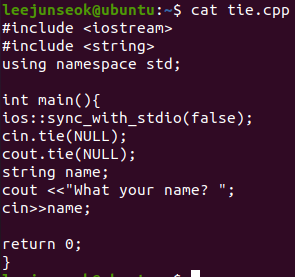 leejunseok@ubuntu:~$ cat tie.cpp
#include <iostream>
#include <string>
using namespace std;

int main(){
ios::sync_with_stdio(false);
cin.tie(NULL);
cout.tie(NULL);
string name;
cout <<"What your name? ";
cin>>name;

return 0;
}